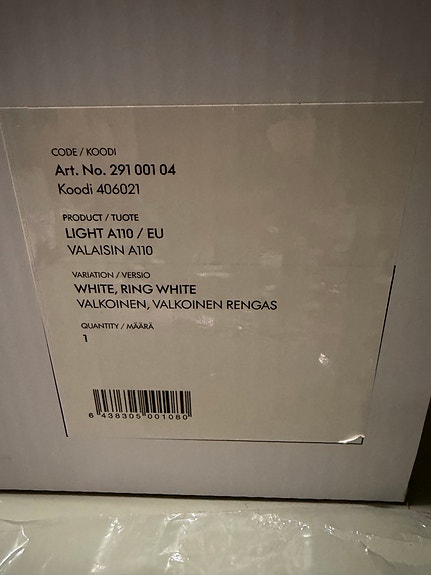 CODE / KOODI
Art. No. 291 001 04
Koodi 406021
PRODUCT / TUOTE
LIGHT A110 / EU
VALAISIN A110
VARIATION / VERSIO
WHITE, RING WHITE
VALKOINEN, VALKOINEN RENGAS
QUANTITY / MÄÄRÄ
1
6 438305 001080